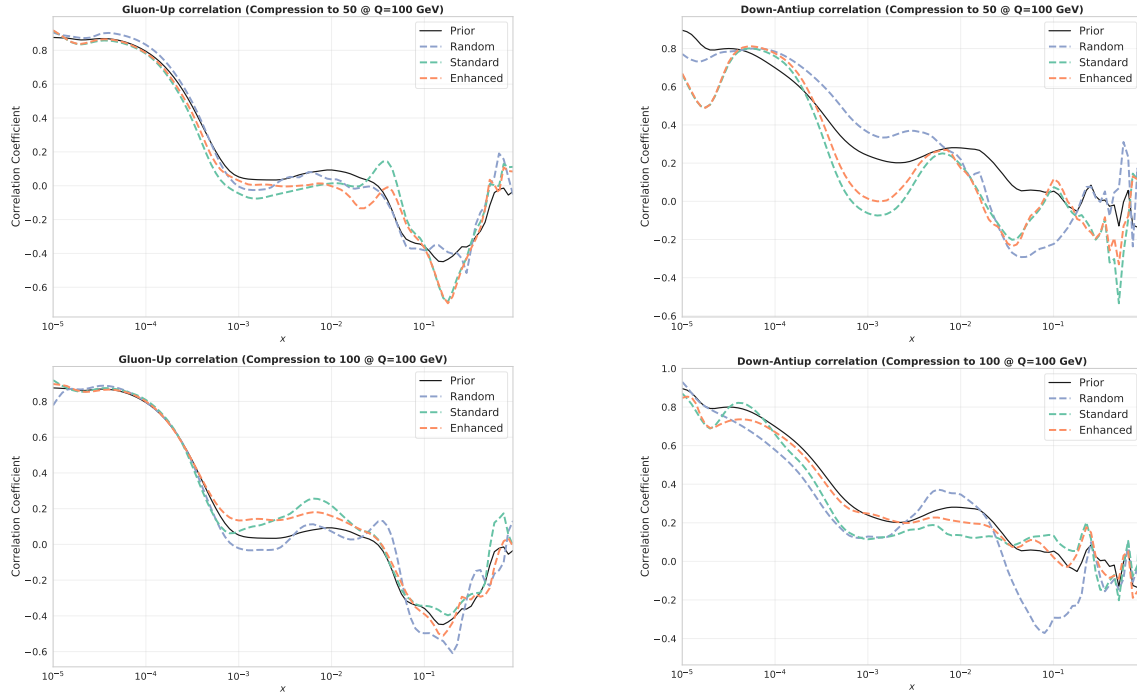 Gluon-Up correlation (Compression to 50 @ Q=100 GeV)
Correlation Coefficient
0.8
0.6
0.4
0.2
0.0
−0.2
−0.4
−0.6
10⁻⁵
10⁻⁴
10⁻³
10⁻²
10⁻¹
x
Prior
Random
Standard
Enhanced
Down-Antiup correlation (Compression to 50 @ Q=100 GeV)
Correlation Coefficient
0.8
0.6
0.4
0.2
0.0
−0.2
−0.4
−0.6
10⁻⁵
10⁻⁴
10⁻³
10⁻²
10⁻¹
x
Prior
Random
Standard
Enhanced
Gluon-Up correlation (Compression to 100 @ Q=100 GeV)
Correlation Coefficient
0.8
0.6
0.4
0.2
0.0
−0.2
−0.4
−0.6
10⁻⁵
10⁻⁴
10⁻³
10⁻²
10⁻¹
x
Prior
Random
Standard
Enhanced
Down-Antiup correlation (Compression to 100 @ Q=100 GeV)
Correlation Coefficient
1.0
0.8
0.6
0.4
0.2
0.0
−0.2
−0.4
10⁻⁵
10⁻⁴
10⁻³
10⁻²
10⁻¹
x
Prior
Random
Standard
Enhanced